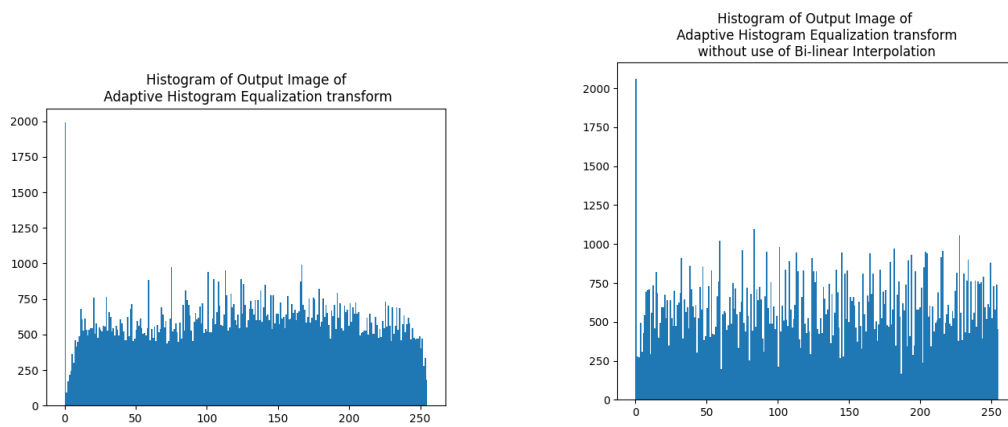 Histogram of Output Image of
Adaptive Histogram Equalization transform
2000
1750
1500
1250
1000
750
500
250
0
0 50 100 150 200 250
Histogram of Output Image of
Adaptive Histogram Equalization transform
without use of Bi-linear Interpolation
2000
1750
1500
1250
1000
750
500
250
0
0 50 100 150 200 250